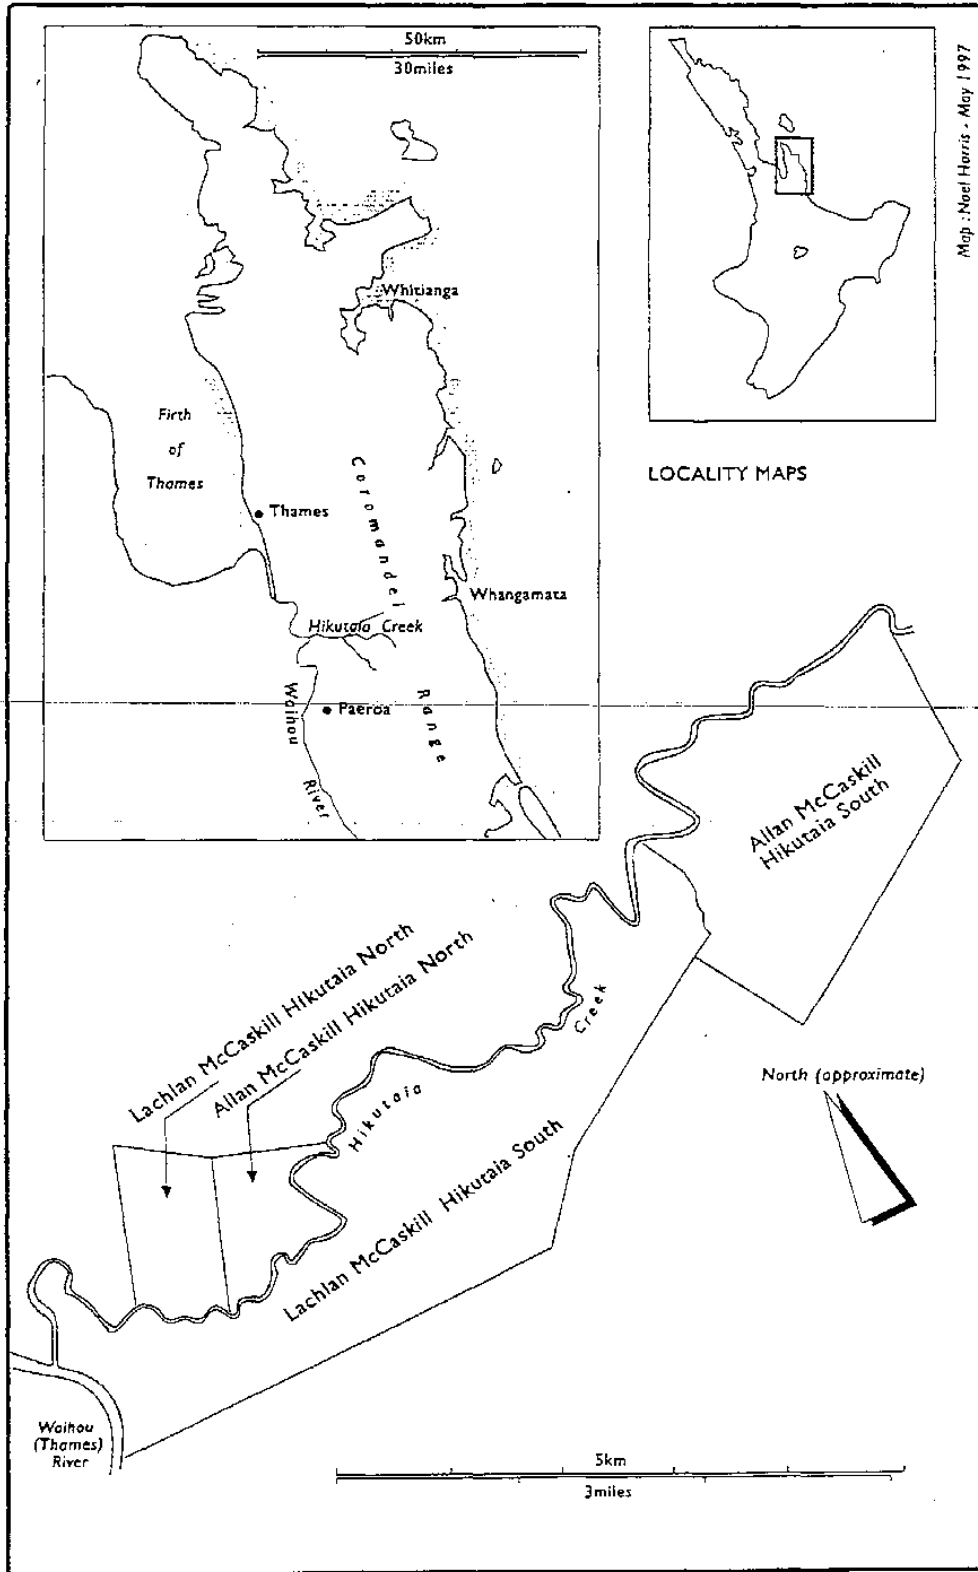 50km
30miles
Map : Noel Harris - May 1997
Whitianga
Firth
of
Thames
LOCALITY MAPS
Thames
Coromandel
Range
Whangamata
Hikutaia Creek
Waihou
River
Paeroa
Allan McCaskill
Hikutaia South
Lachlan McCaskill Hikutaia North
Allan McCaskill Hikutaia North
Hikutaia
Creek
North (approximate)
Lachlan McCaskill Hikutaia South
Waihou
(Thames)
River
5km
3miles